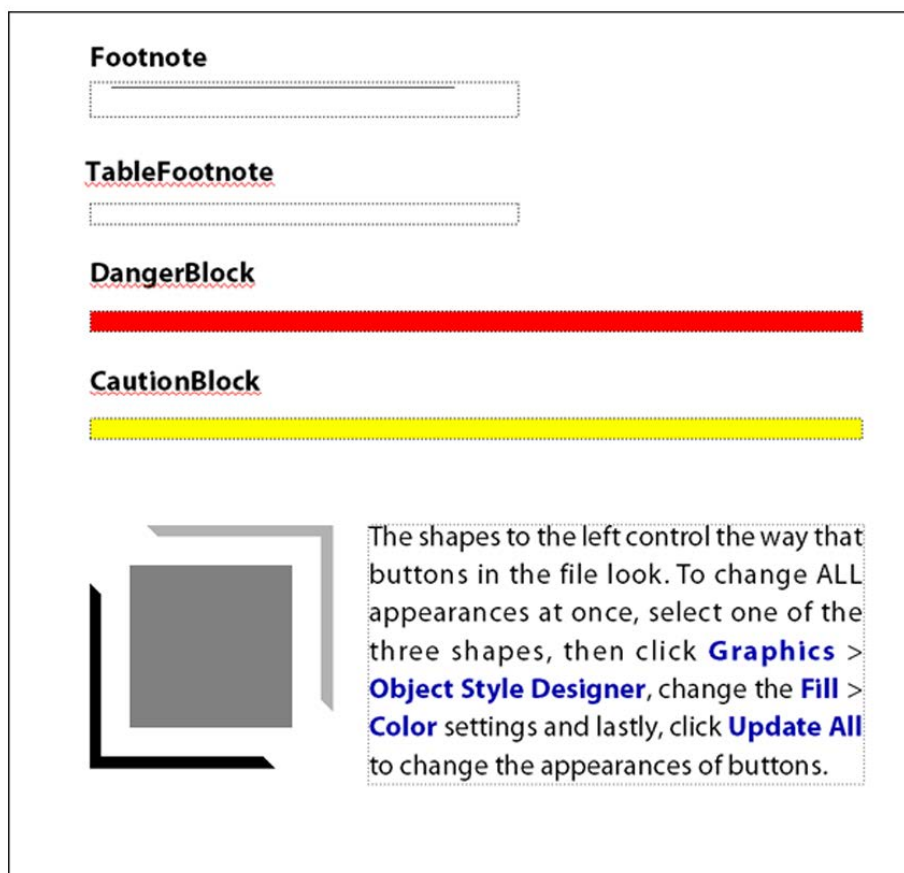 Footnote
TableFootnote
DangerBlock
CautionBlock
The shapes to the left control the way that
buttons in the file look. To change ALL
appearances at once, select one of the
three shapes, then click Graphics >
Object Style Designer, change the Fill >
Color settings and lastly, click Update All
to change the appearances of buttons.